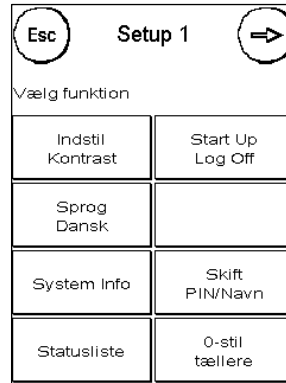 Esc
Setup 1
Vælg funktion
Indstil
Kontrast
Start Up
Log Off
Sprog
Dansk
System Info
Skift
PIN/Navn
Statusliste
0-stil
tællere